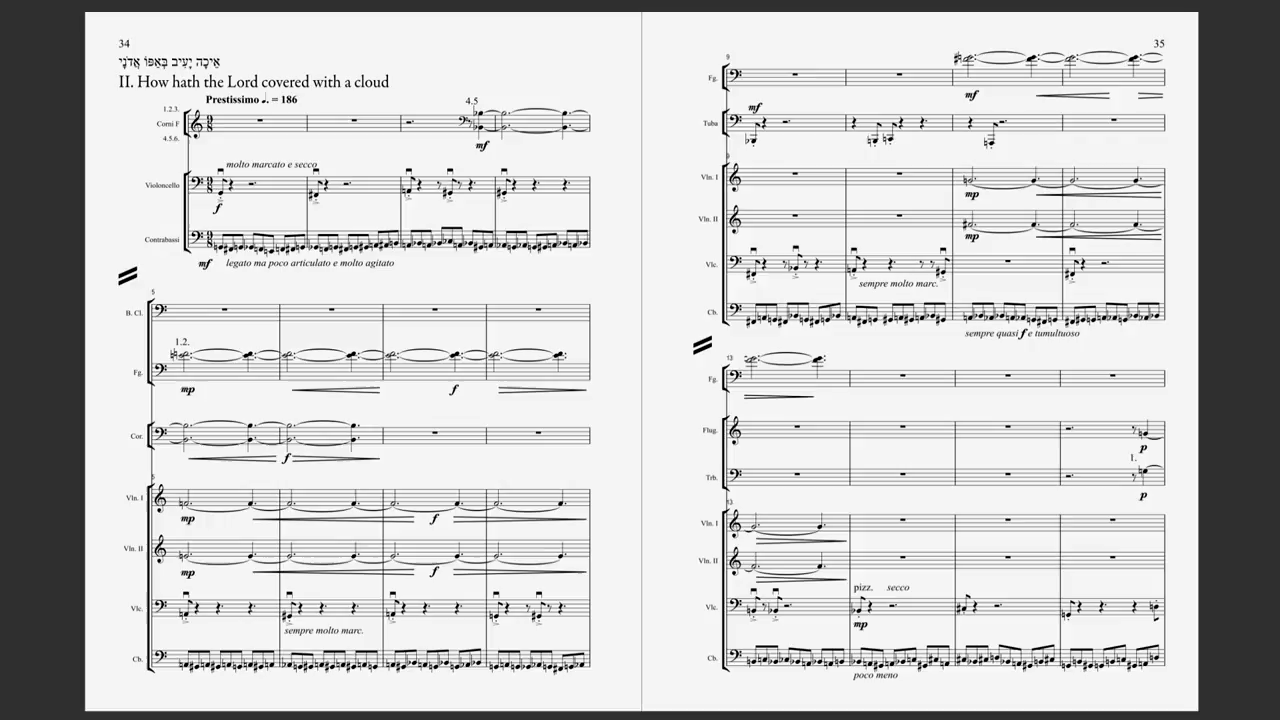 34
אֵיכָה יָעִיב בְּאַפּוֹ אֲדֹנָי
II. How hath the Lord covered with a cloud
Prestissimo 𝅘𝅥. = 186
1.2.3.
Corni F
4.5.6.
4.5
mf
molto marcato e secco
Violoncello
f
Contrabassi
mf legato ma poco articulato e molto agitato
5
B. Cl.
1.2.
Fg.
mp f
Cor.
f
5
Vln. I
mp f
Vln. II
mp f
Vlc.
sempre molto marc.
Cb.
35
9
Fg.
mf
mf
Tuba
9
Vln. I
mp
Vln. II
mp
Vlc.
sempre molto marc.
Cb.
sempre quasi f e tumultuoso
13
Fg.
Flug.
p
1.
Trb.
p
13
Vln. I
Vln. II
pizz. secco
Vlc.
mp
Cb.
poco meno